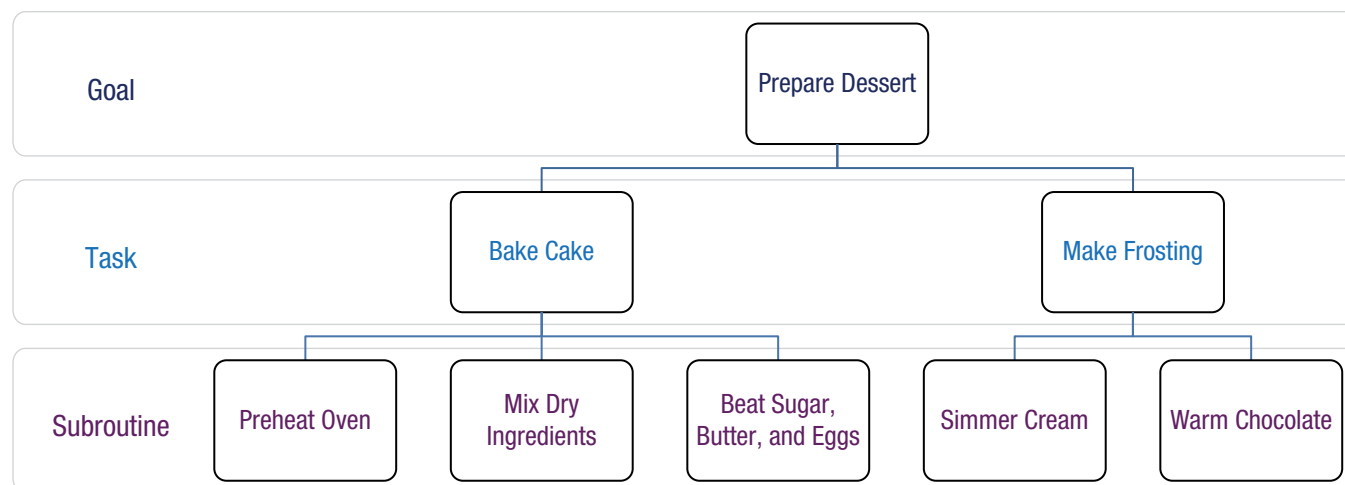 Goal
Prepare Dessert
Task
Bake Cake
Make Frosting
Subroutine
Preheat Oven
Mix Dry
Ingredients
Beat Sugar,
Butter, and Eggs
Simmer Cream
Warm Chocolate